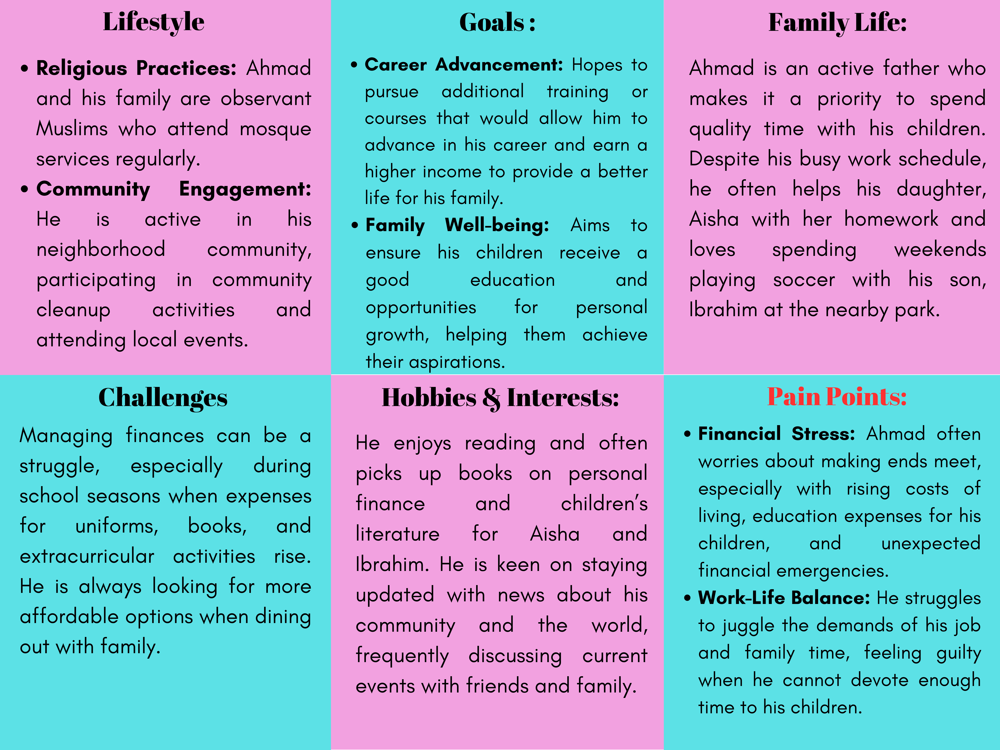 Lifestyle
• Religious Practices: Ahmad
and his family are observant
Muslims who attend mosque
services regularly.
• Community Engagement:
He is active in his
neighborhood community,
participating in community
cleanup activities and
attending local events.
Goals :
• Career Advancement: Hopes to
pursue additional training or
courses that would allow him to
advance in his career and earn a
higher income to provide a better
life for his family.
• Family Well-being: Aims to
ensure his children receive a
good education and
opportunities for personal
growth, helping them achieve
their aspirations.
Family Life:
Ahmad is an active father who
makes it a priority to spend
quality time with his children.
Despite his busy work schedule,
he often helps his daughter,
Aisha with her homework and
loves spending weekends
playing soccer with his son,
Ibrahim at the nearby park.
Challenges
Managing finances can be a
struggle, especially during
school seasons when expenses
for uniforms, books, and
extracurricular activities rise.
He is always looking for more
affordable options when dining
out with family.
Hobbies & Interests:
He enjoys reading and often
picks up books on personal
finance and children’s
literature for Aisha and
Ibrahim. He is keen on staying
updated with news about his
community and the world,
frequently discussing current
events with friends and family.
Pain Points:
• Financial Stress: Ahmad often
worries about making ends meet,
especially with rising costs of
living, education expenses for his
children, and unexpected
financial emergencies.
• Work-Life Balance: He struggles
to juggle the demands of his job
and family time, feeling guilty
when he cannot devote enough
time to his children.